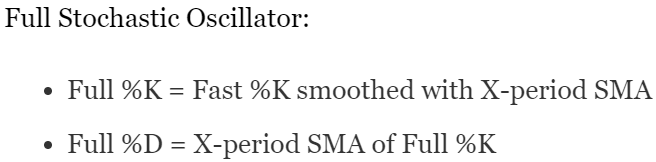 Full Stochastic Oscillator:
• Full %K = Fast %K smoothed with X-period SMA
• Full %D = X-period SMA of Full %K